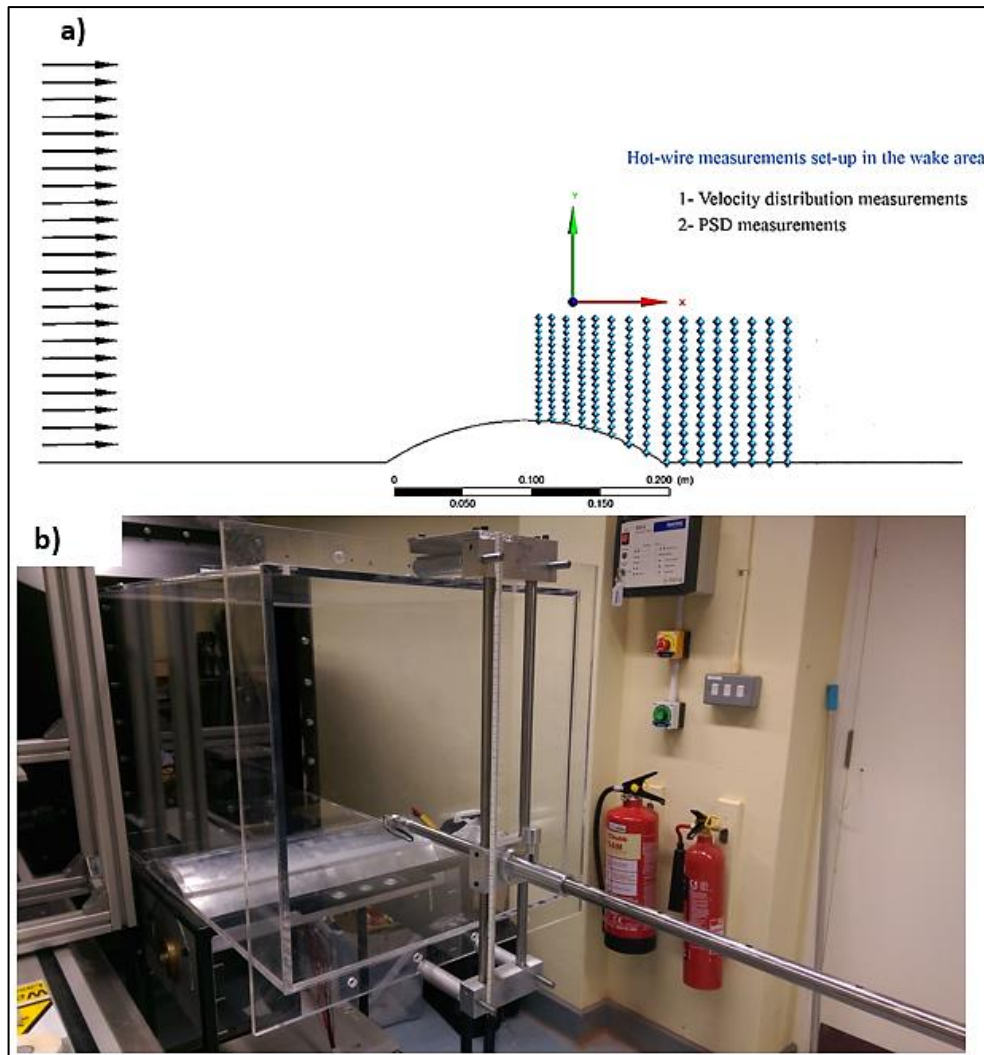 a)
Hot-wire measurements set-up in the wake area
1- Velocity distribution measurements
2- PSD measurements
Y
X
0 0.100 0.200 (m)
0.050 0.150
b)